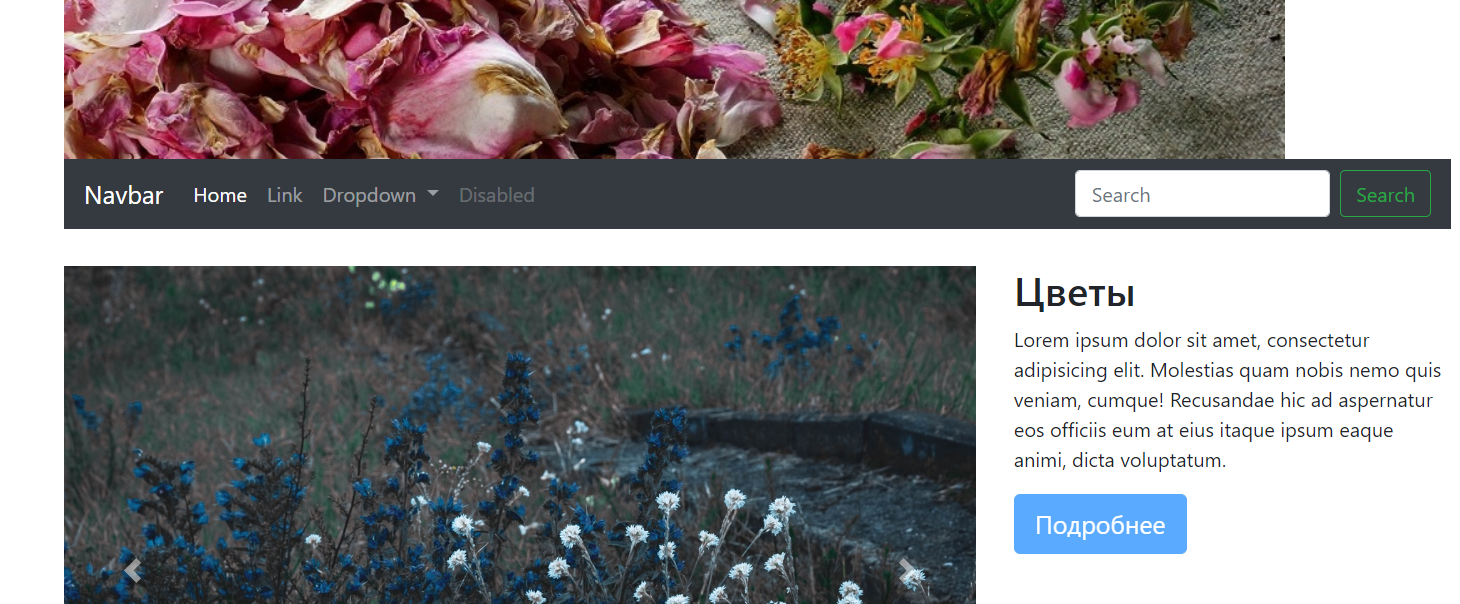 Navbar Home Link Dropdown Disabled Search Search
Цветы
Lorem ipsum dolor sit amet, consectetur
adipisicing elit. Molestias quam nobis nemo quis
veniam, cumque! Recusandae hic ad aspernatur
eos officiis eum at eius itaque ipsum eaque
animi, dicta voluptatum.
Подробнее